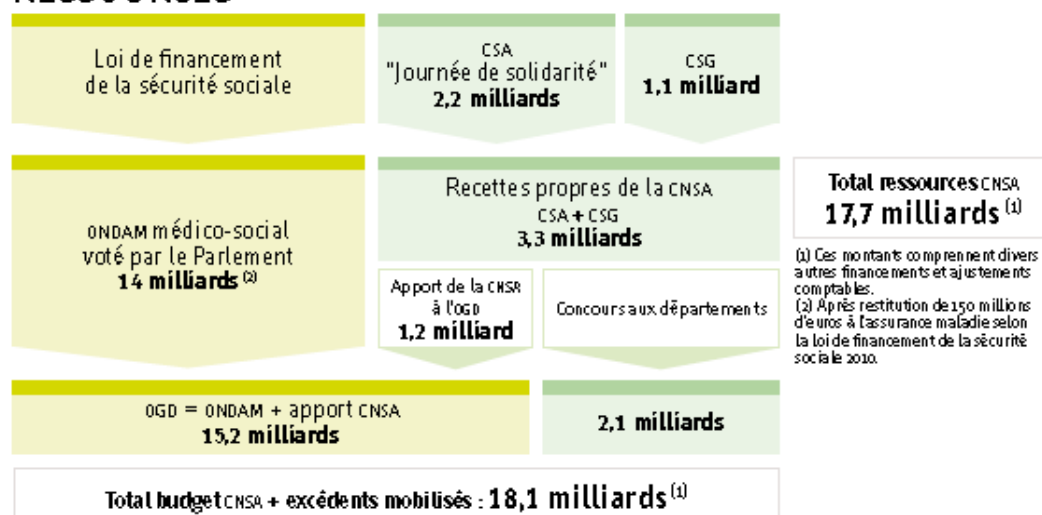 Loi de financement
de la sécurité sociale
CSA
"Journée de solidarité"
2,2 milliards
CSG
1,1 milliard
ONDAM médico-social
voté par le Parlement
14 milliards (2)
Recettes propres de la CNSA
CSA + CSG
3,3 milliards
Apport de la CNSA
à l'OGD
1,2 milliard
Concours aux départements
Total ressources CNSA
17,7 milliards (1)
(1) Ces montants comprennent divers
autres financements et ajustements
comptables.
(2) Après restitution de 150 millions
d'euros à l'assurance maladie selon
la loi de financement de la sécurité
sociale 2010.
OGD = ONDAM + apport CNSA
15,2 milliards
2,1 milliards
Total budget CNSA + excédents mobilisés : 18,1 milliards (1)